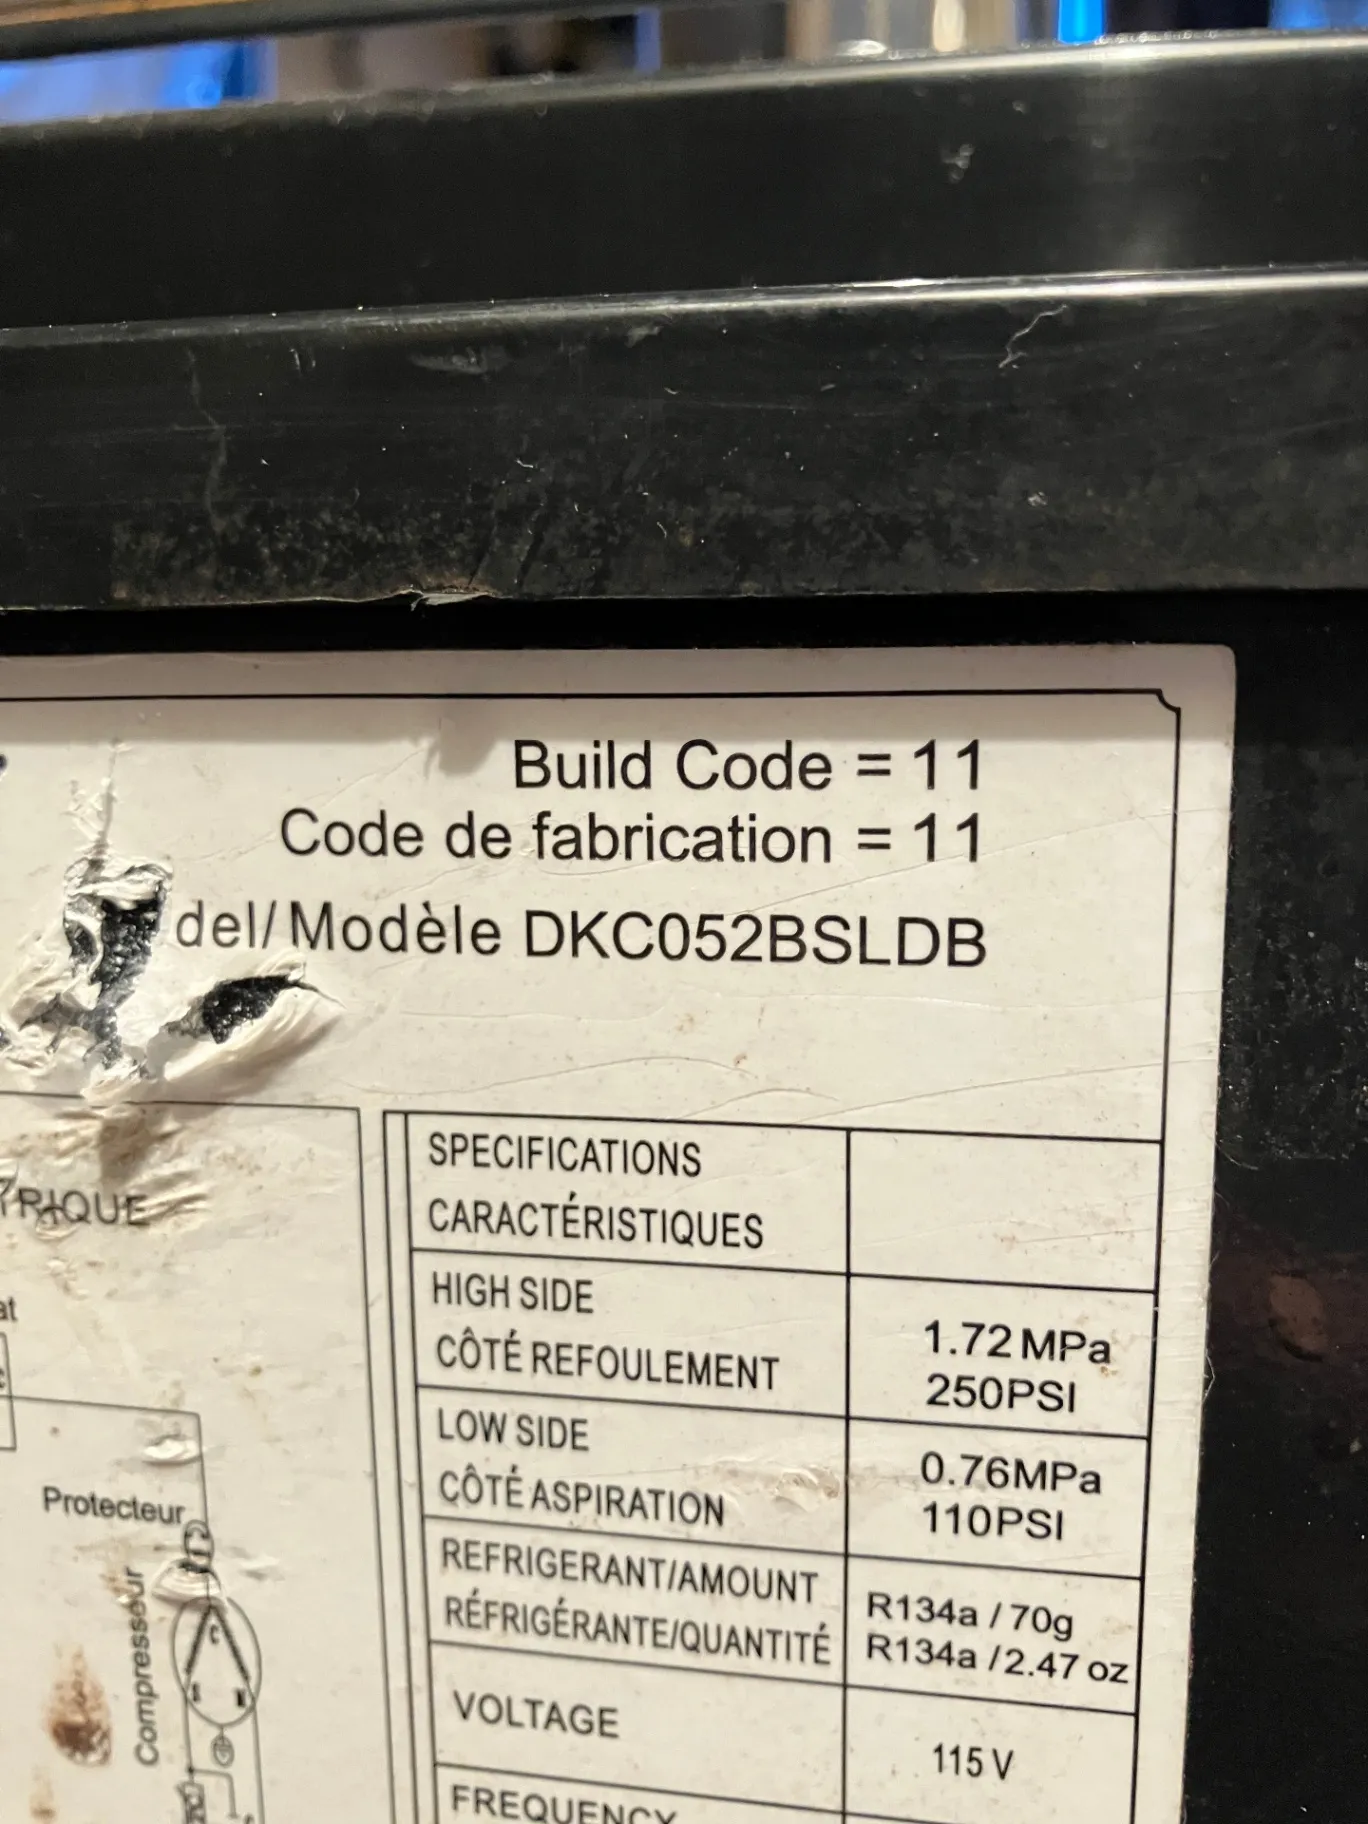 Build Code = 11
Code de fabrication = 11
del/Modèle DKC052BSLDB
TRIQUE
at
Protecteur
Compresseur
C
SPECIFICATIONS
CARACTÉRISTIQUES
HIGH SIDE
CÔTÉ REFOULEMENT
1.72 MPa
250PSI
LOW SIDE
CÔTÉ ASPIRATION
0.76MPa
110PSI
REFRIGERANT/AMOUNT
RÉFRIGÉRANTE/QUANTITÉ
R134a / 70g
R134a / 2.47 oz
VOLTAGE
115 V
FREQUENCY